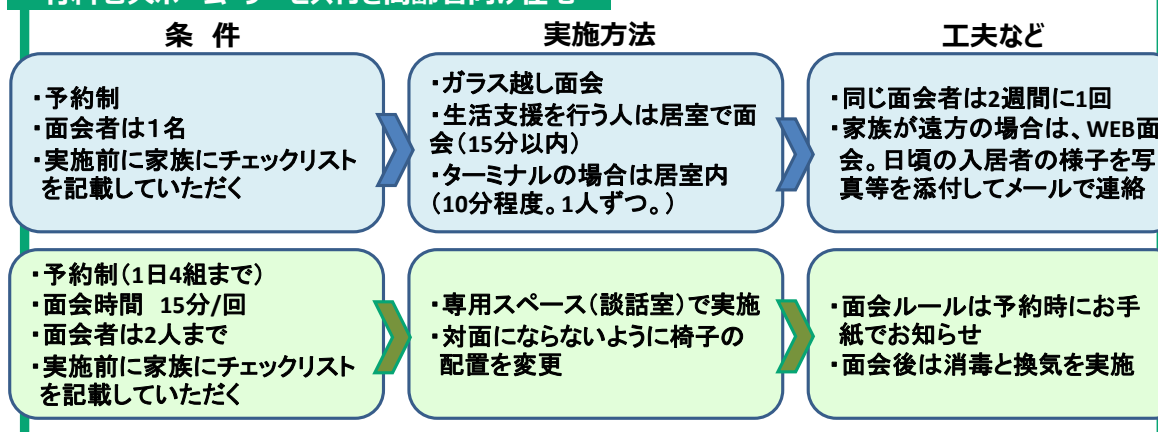 条 件
実施方法
工夫など
・予約制
・面会者は１名
・実施前に家族にチェックリスト
を記載していただく
・ガラス越し面会
・生活支援を行う人は居室で面
会（15分以内）
・ターミナルの場合は居室内
（10分程度。1人ずつ。）
・同じ面会者は2週間に1回
・家族が遠方の場合は、WEB面
会。日頃の入居者の様子を写
真等を添付してメールで連絡
・予約制（1日4組まで）
・面会時間 15分/回
・面会者は2人まで
・実施前に家族にチェックリスト
を記載していただく
・専用スペース（談話室）で実施
・対面にならないように椅子の
配置を変更
・面会ルールは予約時にお手
紙でお知らせ
・面会後は消毒と換気を実施